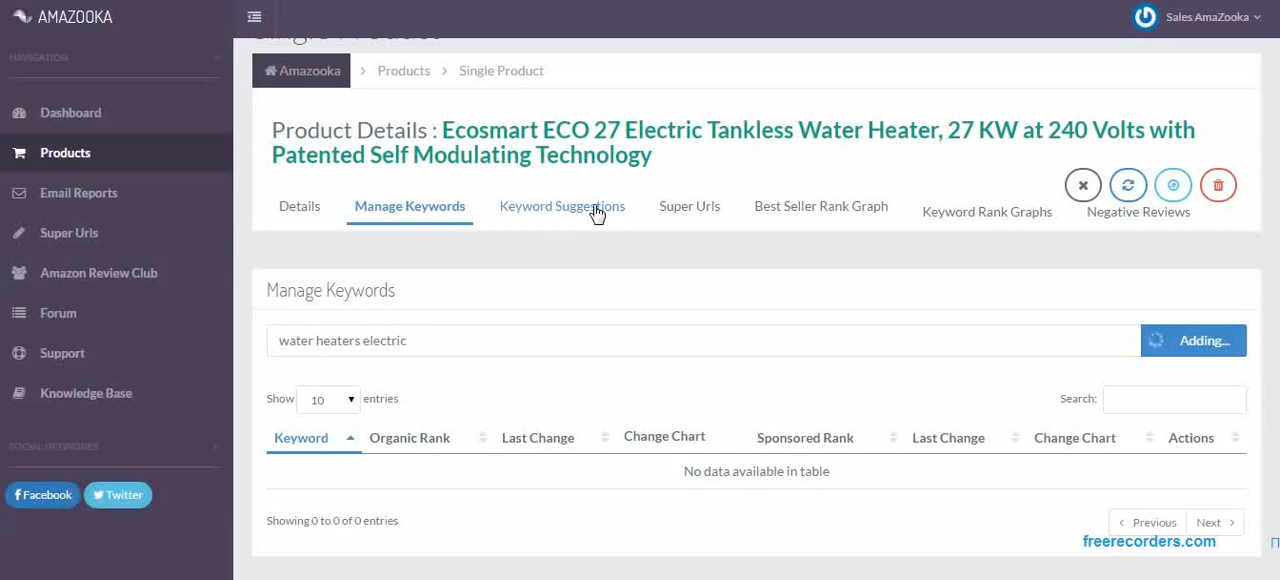 AMAZOOKA
Sales AmaZooka
NAVIGATION
Amazooka > Products > Single Product
Dashboard
Products
Email Reports
Super Urls
Amazon Review Club
Forum
Support
Knowledge Base
SOCIAL NETWORKS
Facebook Twitter
Product Details : Ecosmart ECO 27 Electric Tankless Water Heater, 27 KW at 240 Volts with
Patented Self Modulating Technology
Details Manage Keywords Keyword Suggestions Super Urls Best Seller Rank Graph Keyword Rank Graphs Negative Reviews
Manage Keywords
water heaters electric Adding...
Show 10 entries Search:
Keyword Organic Rank Last Change Change Chart Sponsored Rank Last Change Change Chart Actions
No data available in table
Showing 0 to 0 of 0 entries
Previous Next
freerecorders.com